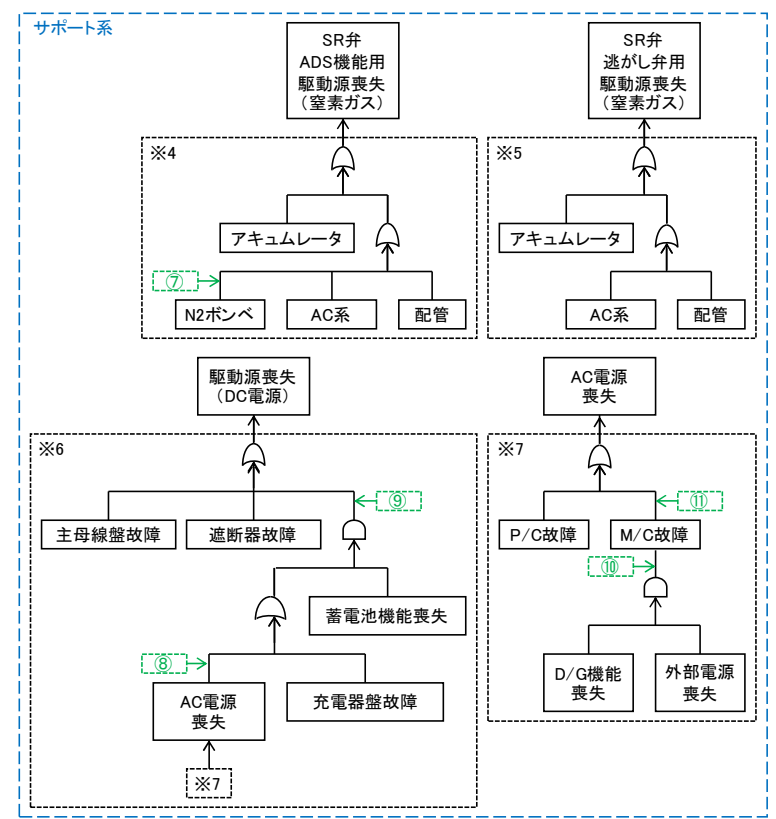 サポート系
SR弁
ADS機能用
駆動源喪失
（窒素ガス）
SR弁
逃がし弁用
駆動源喪失
（窒素ガス）
※4
アキュムレータ
⑦
N2ボンベ
AC系
配管
※5
アキュムレータ
AC系
配管
駆動源喪失
（DC電源）
AC電源
喪失
※6
⑨
主母線盤故障
遮断器故障
蓄電池機能喪失
⑧
AC電源
喪失
充電器盤故障
※7
※7
⑪
P/C故障
M/C故障
⑩
D/G機能
喪失
外部電源
喪失